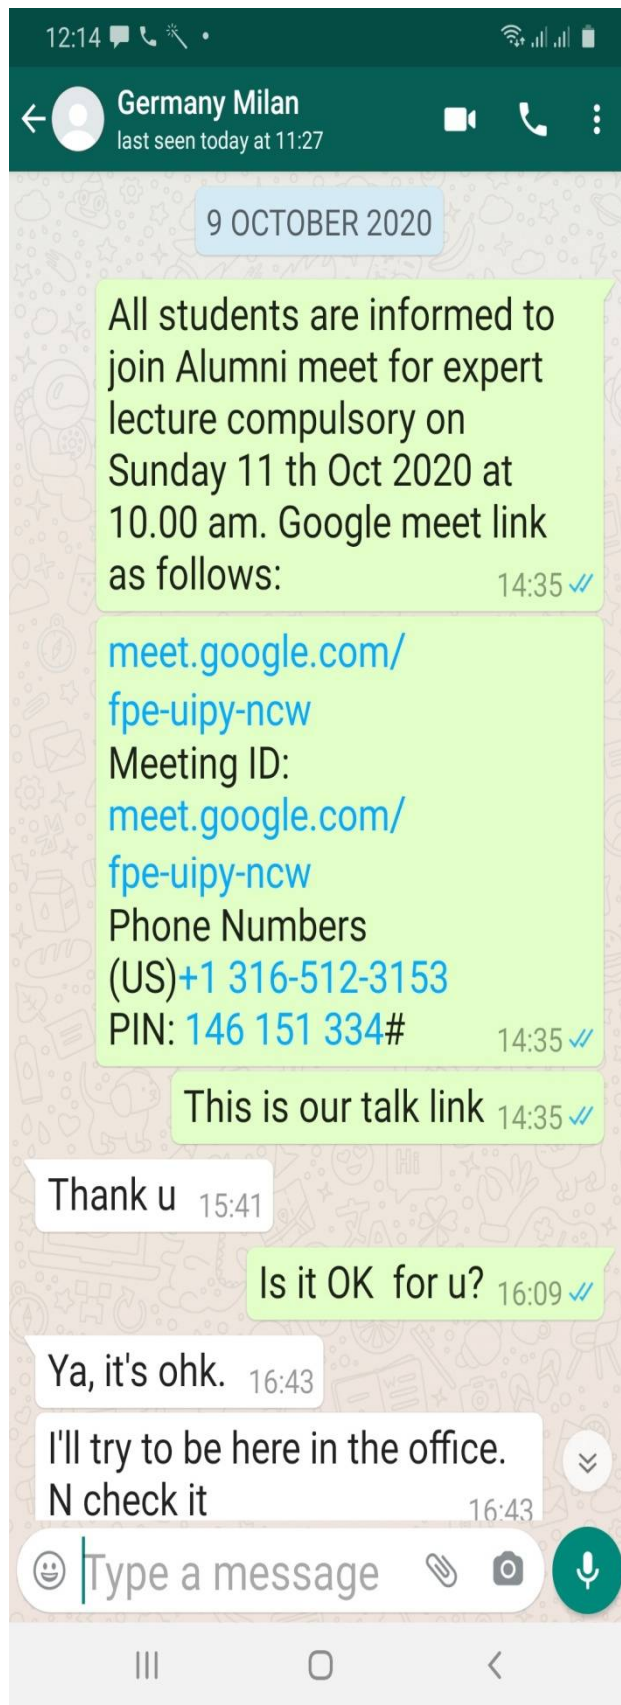 12:14
Germany Milan
last seen today at 11:27
9 OCTOBER 2020
All students are informed to
join Alumni meet for expert
lecture compulsory on
Sunday 11 th Oct 2020 at
10.00 am. Google meet link
as follows:
14:35
meet.google.com/
fpe-uipy-ncw
Meeting ID:
meet.google.com/
fpe-uipy-ncw
Phone Numbers
(US)+1 316-512-3153
PIN: 146 151 334#
14:35
This is our talk link 14:35
Thank u 15:41
Is it OK for u? 16:09
Ya, it's ohk. 16:43
I'll try to be here in the office.
N check it 16:43
Type a message